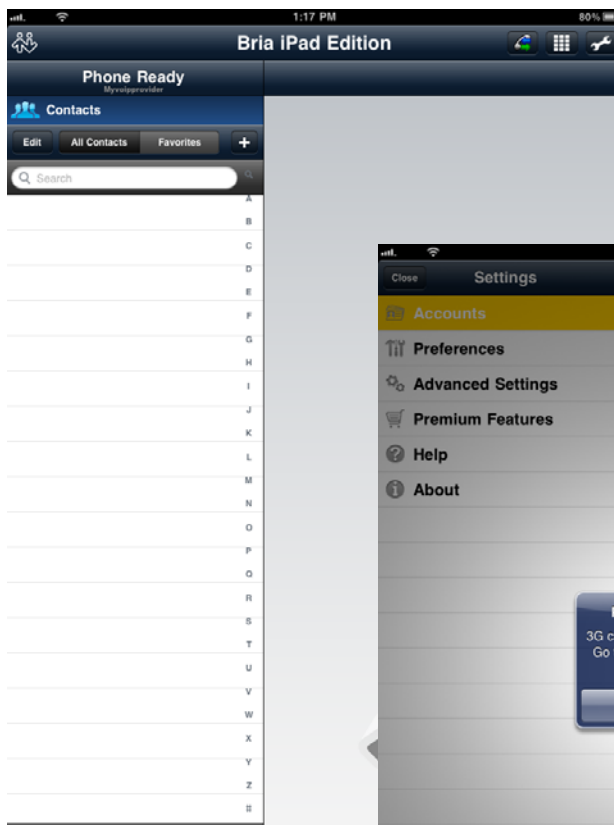 1:17 PM
80%
Bria iPad Edition
Phone Ready
Myvoipprovider
Contacts
Edit
All Contacts
Favorites
+
Search
A
B
C
D
E
F
G
H
I
J
K
L
M
N
O
P
Q
R
S
T
U
V
W
X
Y
Z
#
Close
Settings
Accounts
Preferences
Advanced Settings
Premium Features
Help
About
3G c
Go